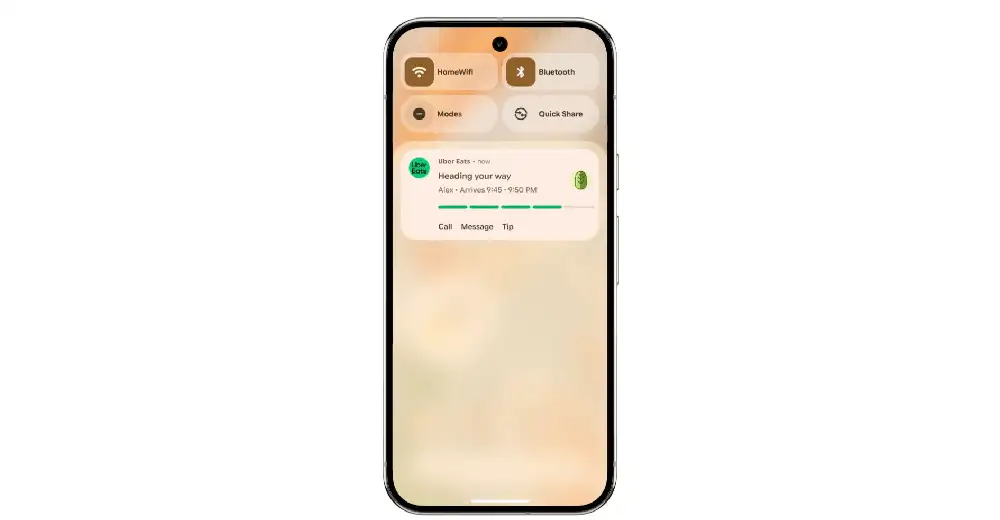 HomeWifi
Bluetooth
Modes
Quick Share
Uber Eats
Uber Eats • now
Heading your way
Alex • Arrives 9:45 - 9:50 PM
Call Message Tip